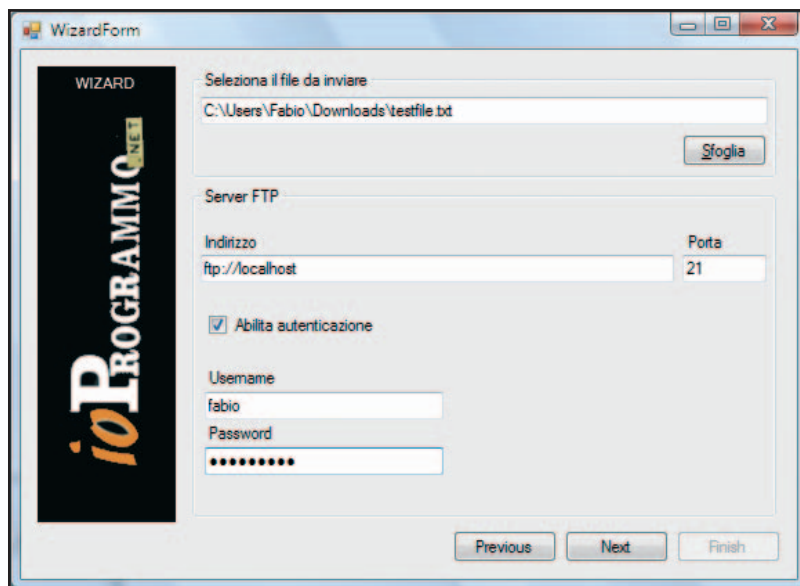 WizardForm
WIZARD
ioPROGRAMMO
.NET
Seleziona il file da inviare
C:\Users\Fabio\Downloads\testfile.txt
Sfoglia
Server FTP
Indirizzo
Porta
ftp://localhost
21
Abilita autenticazione
Username
fabio
Password
•••••••••
Previous
Next
Finish